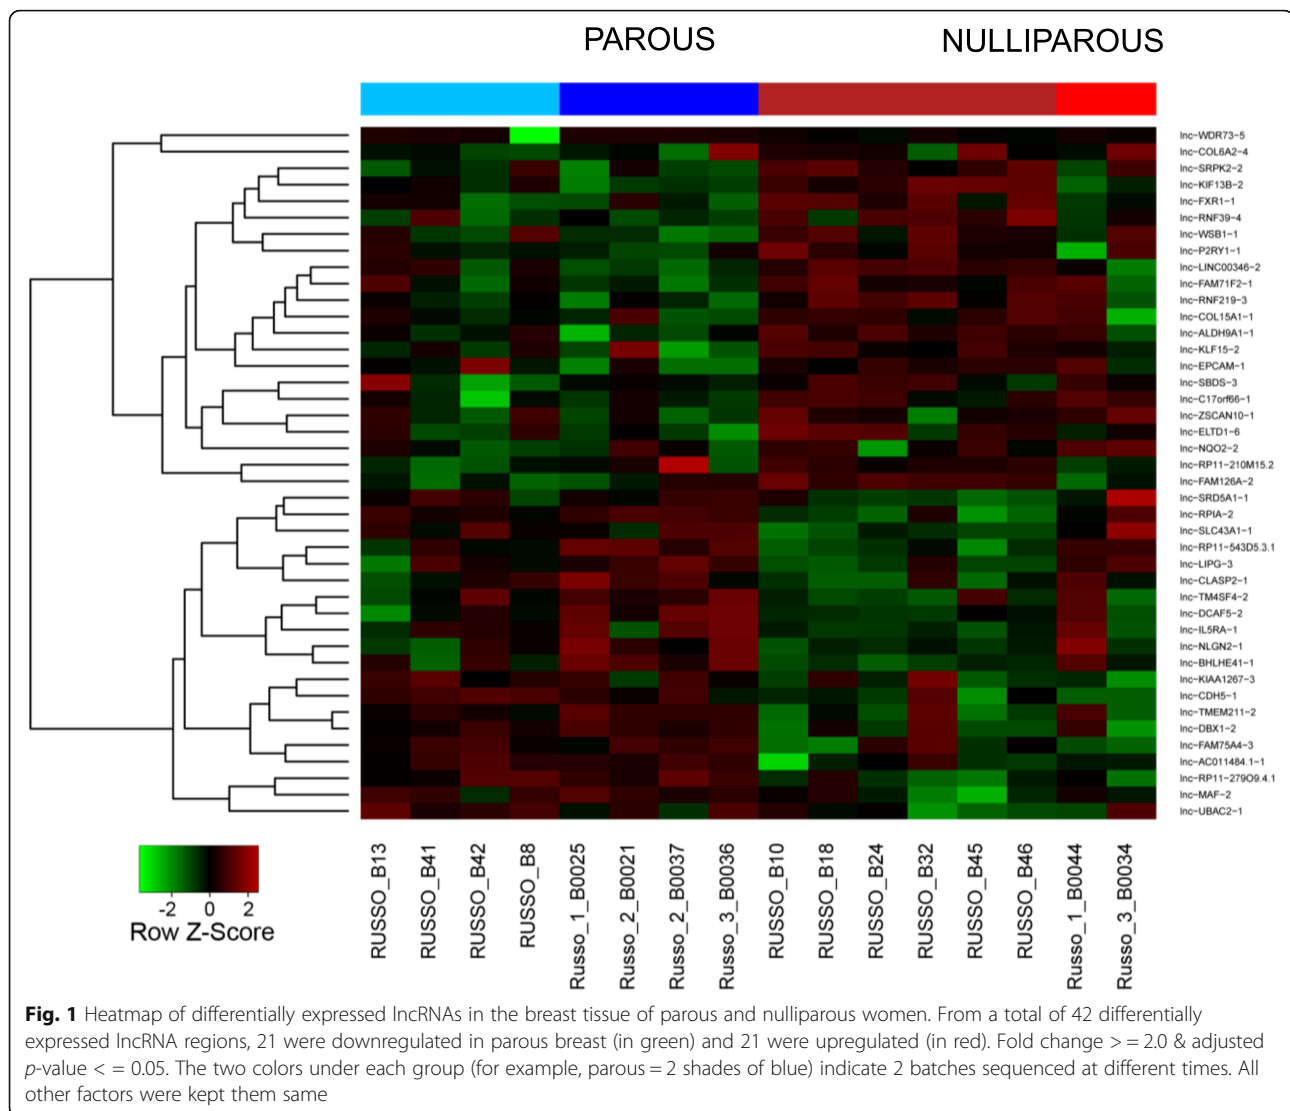 PAROUS NULLIPAROUS
lnc-WDR73-5
lnc-COL6A2-4
lnc-SRPK2-2
lnc-KIF13B-2
lnc-FXR1-1
lnc-RNF39-4
lnc-WSB1-1
lnc-P2RY1-1
lnc-LINC00346-2
lnc-FAM71F2-1
lnc-RNF219-3
lnc-COL15A1-1
lnc-ALDH9A1-1
lnc-KLF15-2
lnc-EPCAM-1
lnc-SBDS-3
lnc-C17orf66-1
lnc-ZSCAN10-1
lnc-ELTD1-6
lnc-NQO2-2
lnc-RP11-210M15.2
lnc-FAM126A-2
lnc-SRD5A1-1
lnc-RPIA-2
lnc-SLC43A1-1
lnc-RP11-543D5.3.1
lnc-LIPG-3
lnc-CLASP2-1
lnc-TM4SF4-2
lnc-DCAF5-2
lnc-IL5RA-1
lnc-NLGN2-1
lnc-BHLHE41-1
lnc-KIAA1267-3
lnc-CDH5-1
lnc-TMEM211-2
lnc-DBX1-2
lnc-FAM75A4-3
lnc-AC011484.1-1
lnc-RP11-279O9.4.1
lnc-MAF-2
lnc-UBAC2-1
-2 0 2
Row Z-Score
RUSSO_B13
RUSSO_B41
RUSSO_B42
RUSSO_B8
Russo_1_B0025
Russo_2_B0021
Russo_2_B0037
Russo_3_B0036
RUSSO_B10
RUSSO_B18
RUSSO_B24
RUSSO_B32
RUSSO_B45
RUSSO_B46
Russo_1_B0044
Russo_3_B0034
Fig. 1 Heatmap of differentially expressed lncRNAs in the breast tissue of parous and nulliparous women. From a total of 42 differentially
expressed lncRNA regions, 21 were downregulated in parous breast (in green) and 21 were upregulated (in red). Fold change > = 2.0 & adjusted
p-value < = 0.05. The two colors under each group (for example, parous = 2 shades of blue) indicate 2 batches sequenced at different times. All
other factors were kept them same